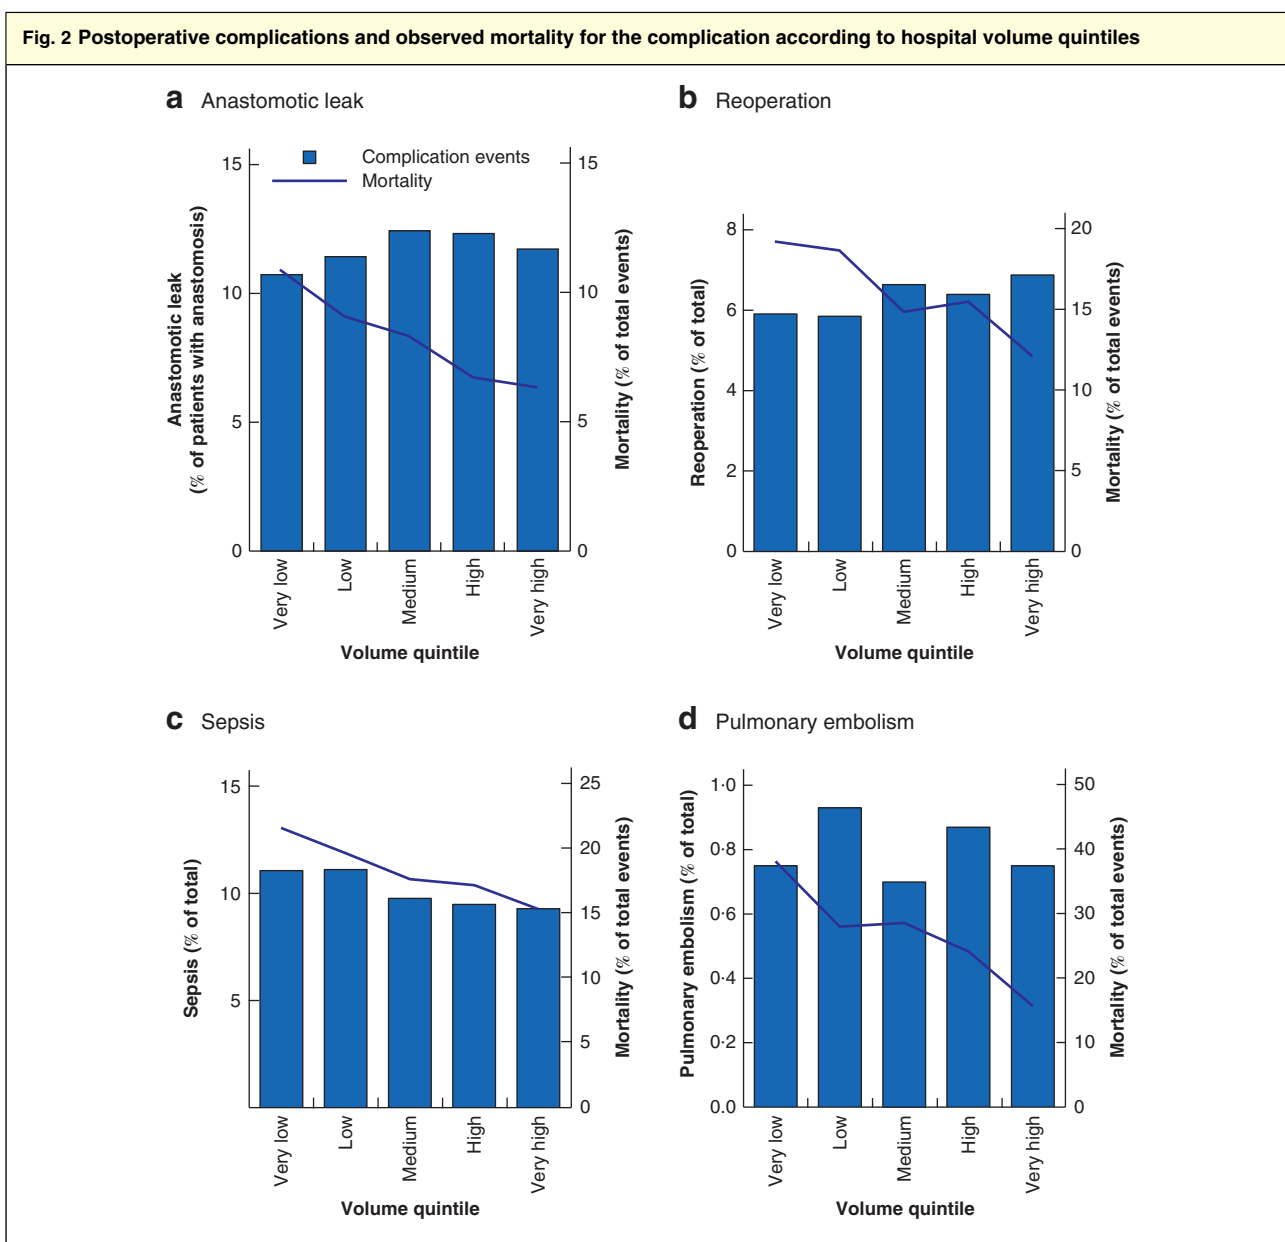 Fig. 2 Postoperative complications and observed mortality for the complication according to hospital volume quintiles
a Anastomotic leak
Complication events
Mortality
Anastomotic leak
(% of patients with anastomosis)
15
10
5
0
Mortality (% of total events)
15
10
5
0
Very low
Low
Medium
High
Very high
Volume quintile
b Reoperation
Reoperation (% of total)
8
6
4
2
0
Mortality (% of total events)
20
15
10
5
0
Very low
Low
Medium
High
Very high
Volume quintile
c Sepsis
Sepsis (% of total)
15
10
5
Mortality (% of total events)
25
20
15
10
5
0
Very low
Low
Medium
High
Very high
Volume quintile
d Pulmonary embolism
Pulmonary embolism (% of total)
1·0
0·8
0·6
0·4
0·2
0.0
Mortality (% of total events)
50
40
30
20
10
0
Very low
Low
Medium
High
Very high
Volume quintile